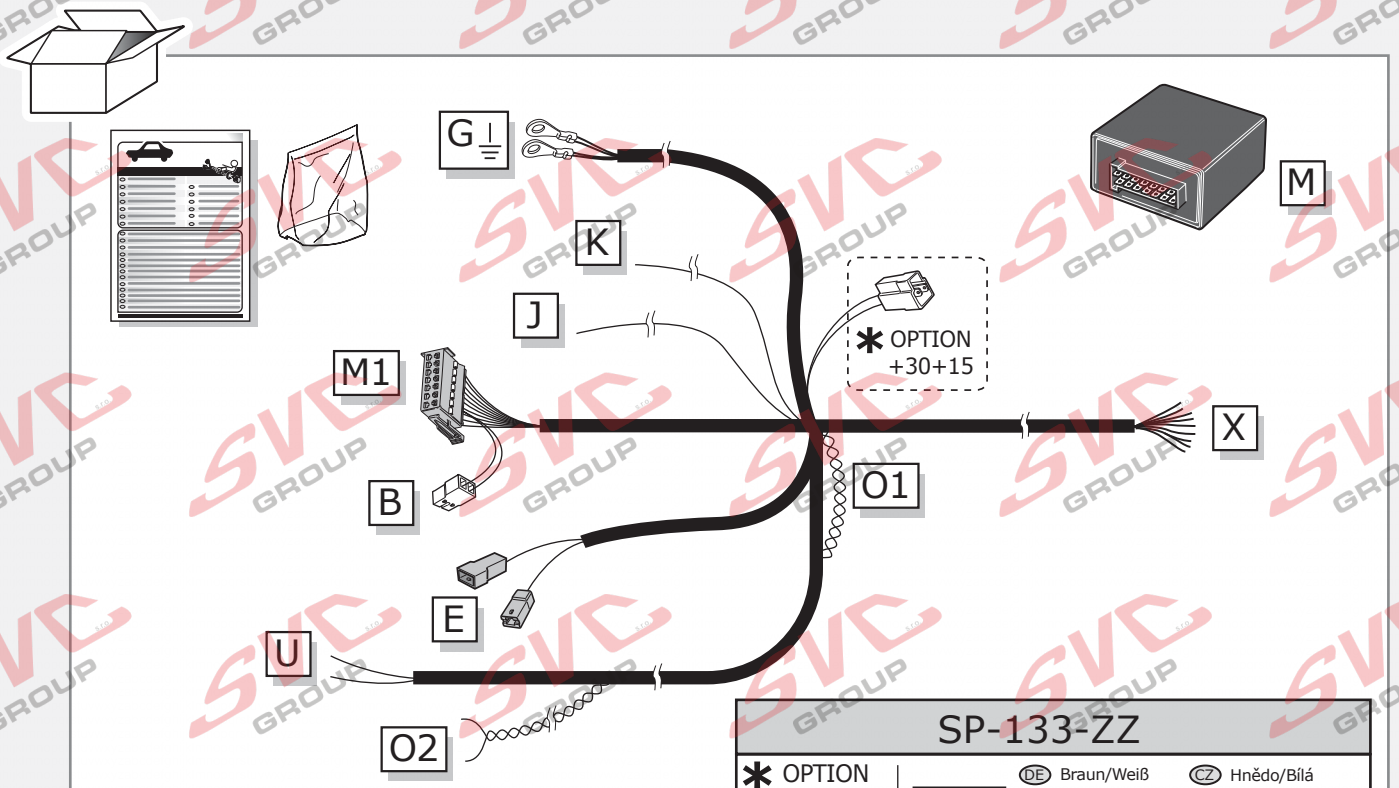 G
M
K
J
✱ OPTION
+30+15
M1
X
B
O1
E
U
O2
SP-133-ZZ
✱ OPTION
DE Braun/Weiß
CZ Hnědo/Bílá
SVC
GROUP
s.r.o.